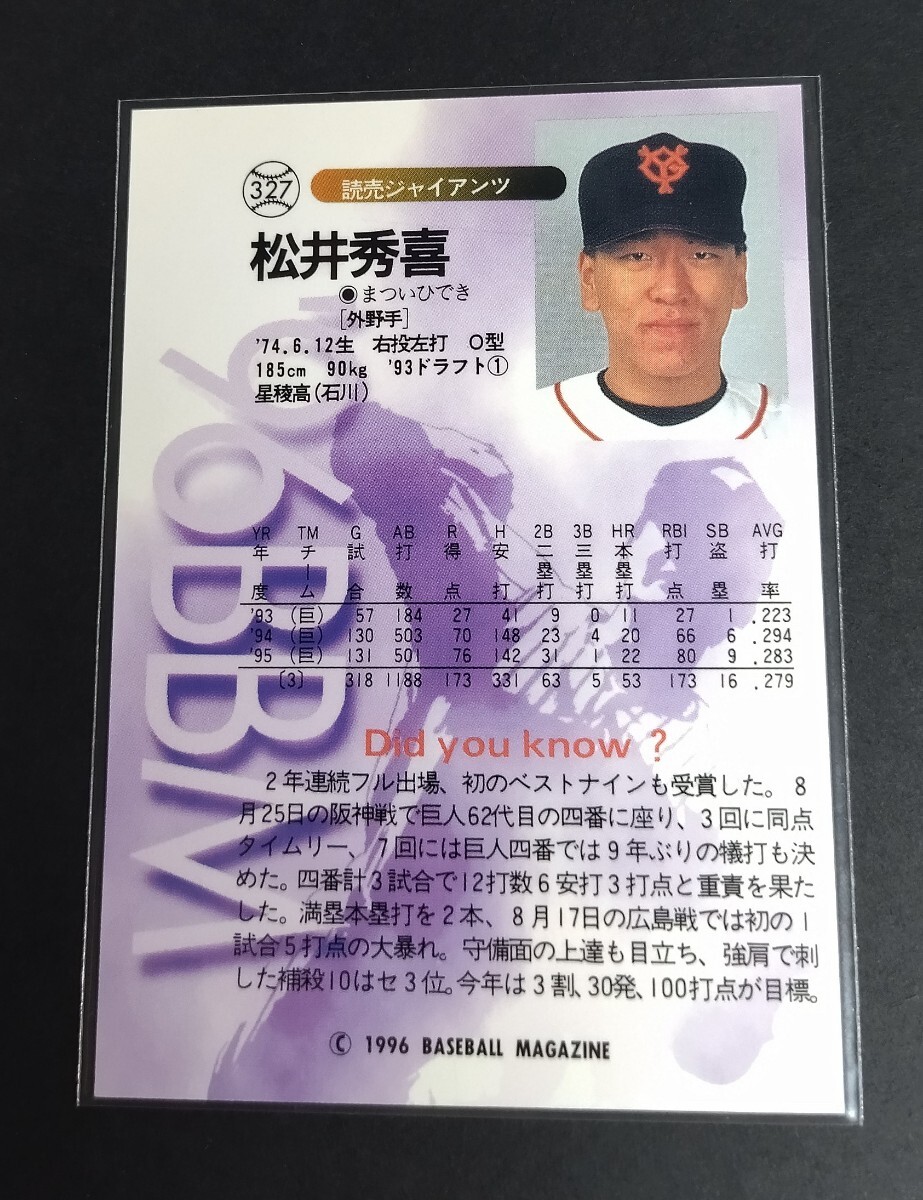 327
読売ジャイアンツ
YG
松井秀喜
●まついひでき
[外野手]
'74.6.12生 右投左打 O型
185cm 90kg '93ドラフト①
星稜高(石川)
'96BBM
YR TM G AB R H 2B 3B HR RBI SB AVG
年度 チーム 試合 打数 得点 安打 二塁打 三塁打 本塁打 打点 盗塁 打率
'93 (巨) 57 184 27 41 9 0 11 27 1 .223
'94 (巨) 130 503 70 148 23 4 20 66 6 .294
'95 (巨) 131 501 76 142 31 1 22 80 9 .283
〔3〕 318 1188 173 331 63 5 53 173 16 .279
Did you know ?
2年連続フル出場、初のベストナインも受賞した。8
月25日の阪神戦で巨人62代目の四番に座り、3回に同点
タイムリー、7回には巨人四番では9年ぶりの犠打も決
めた。四番計3試合で12打数6安打3打点と重責を果た
した。満塁本塁打を2本、8月17日の広島戦では初の1
試合5打点の大暴れ。守備面の上達も目立ち、強肩で刺
した補殺10はセ3位。今年は3割、30発、100打点が目標。
© 1996 BASEBALL MAGAZINE